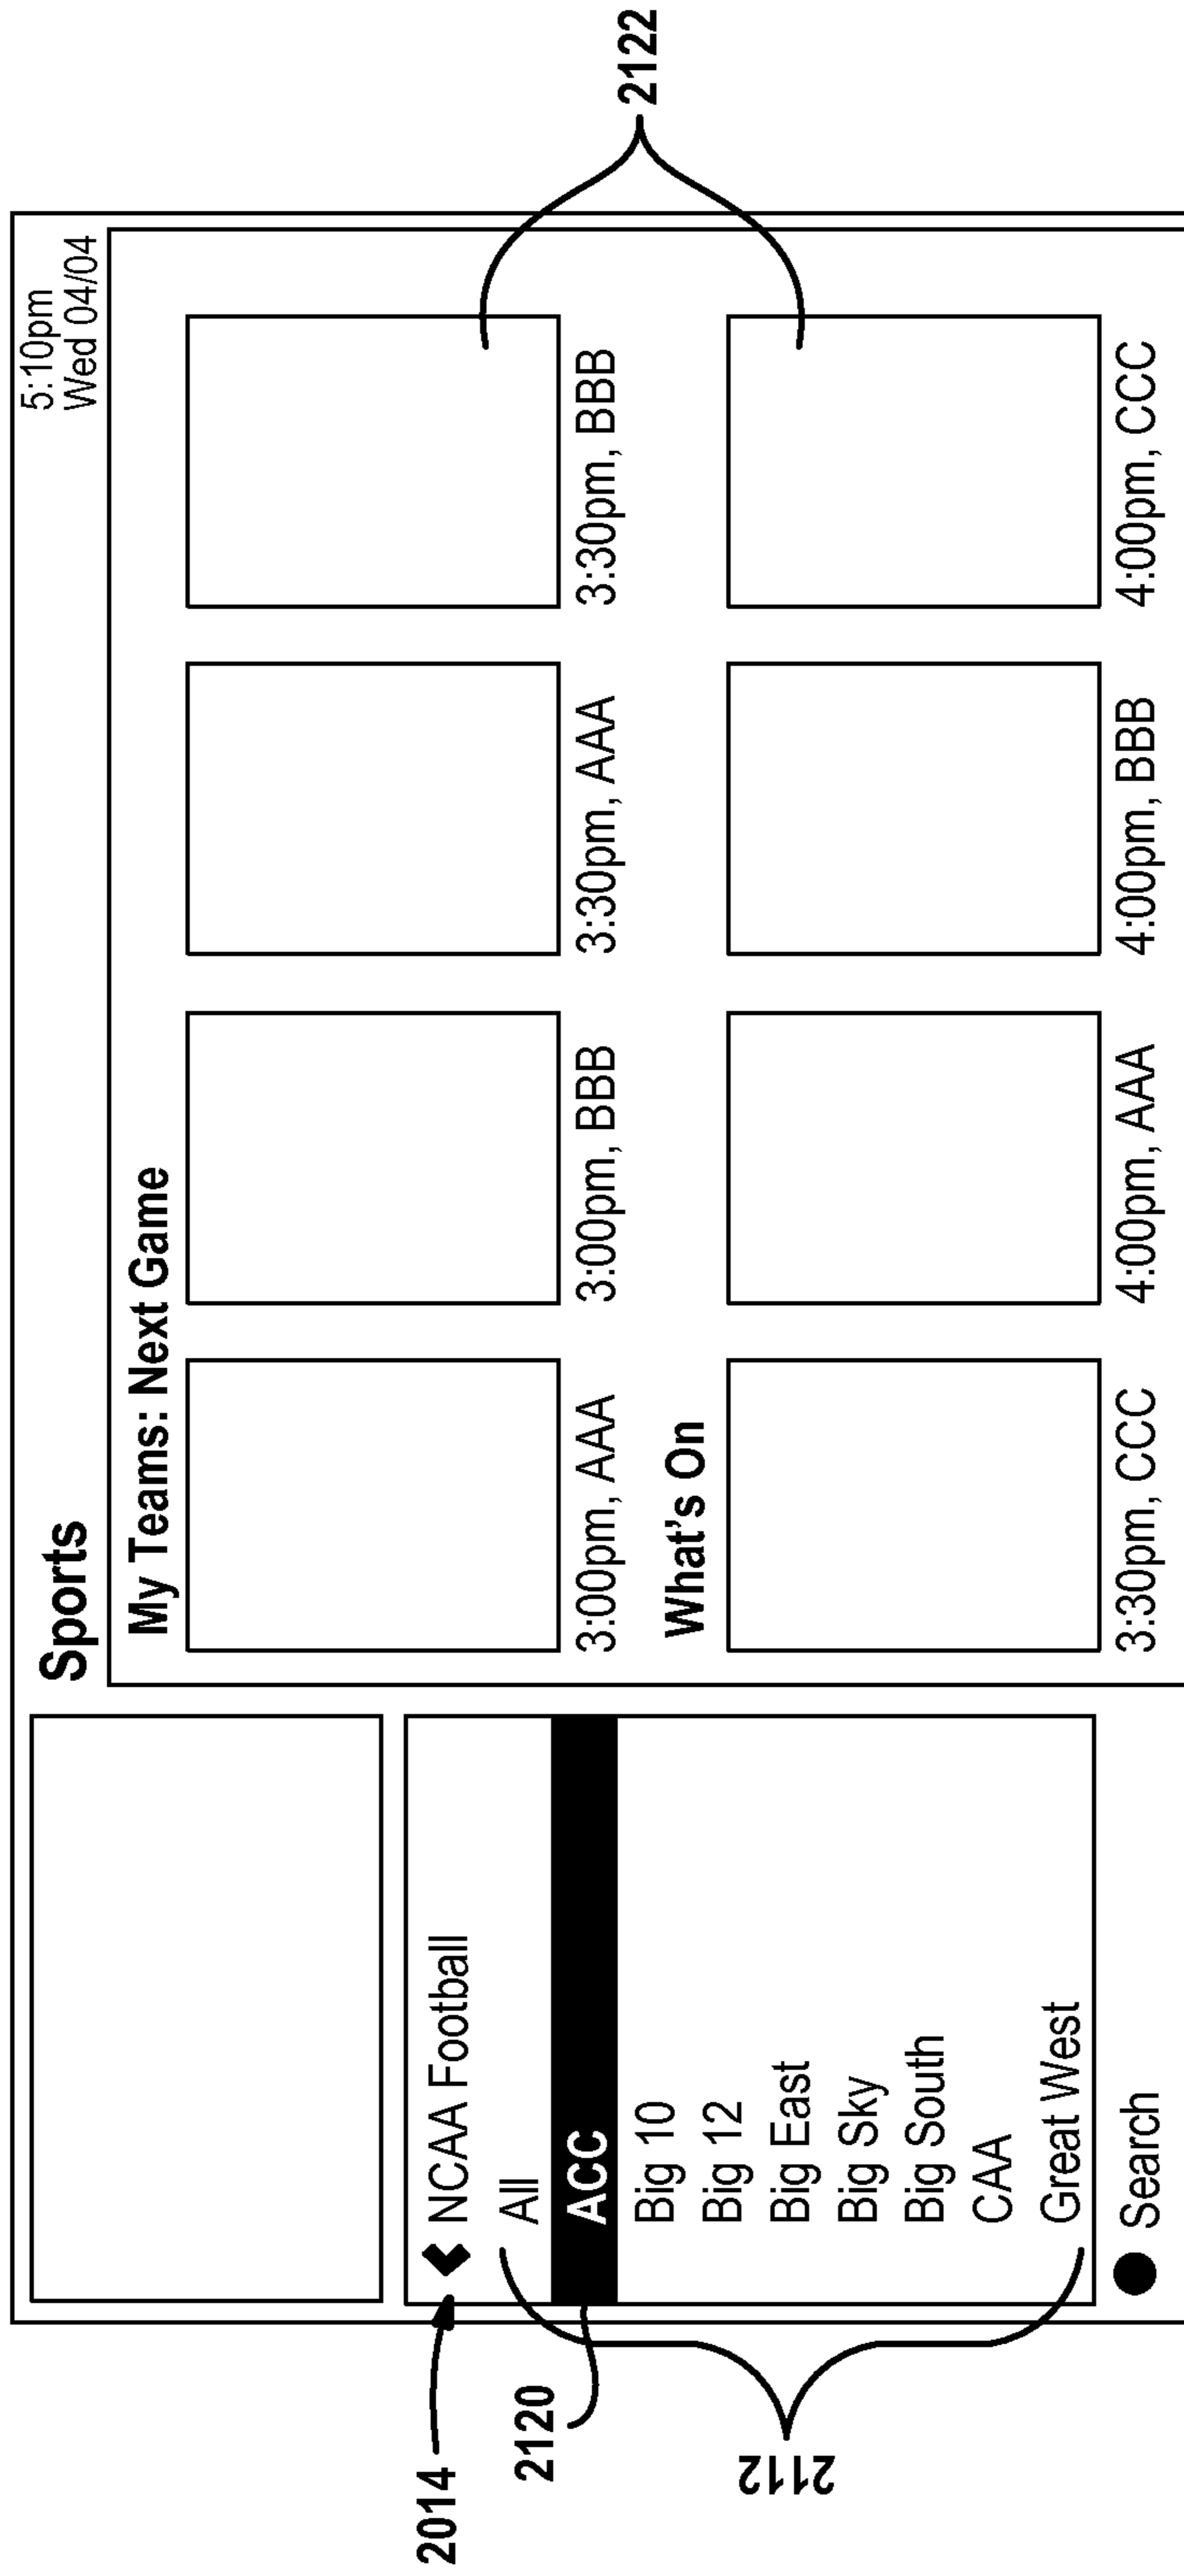 Sports
5:10pm
Wed 04/04
2014
NCAA Football
All
2120
ACC
Big 10
Big 12
Big East
Big Sky
Big South
CAA
Great West
2112
Search
My Teams: Next Game
3:00pm, AAA
3:00pm, BBB
3:30pm, AAA
3:30pm, BBB
What's On
3:30pm, CCC
4:00pm, AAA
4:00pm, BBB
4:00pm, CCC
2122